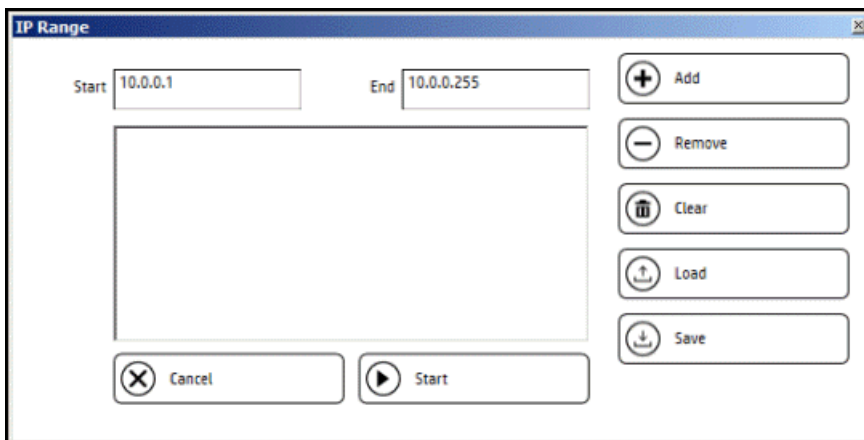 IP Range
Start 10.0.0.1 End 10.0.0.255
Add
Remove
Clear
Load
Save
Cancel Start